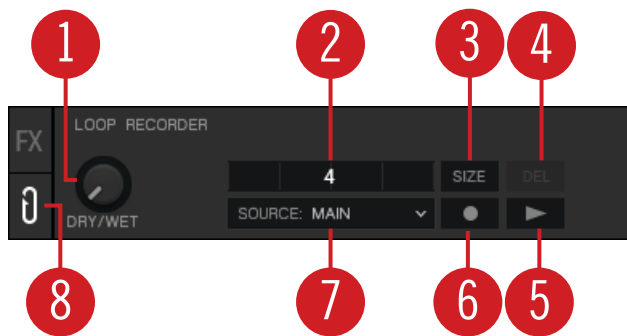 1 2 3 4
LOOP RECORDER
FX
4 SIZE DEL
SOURCE: MAIN
DRY/WET
8 7 6 5